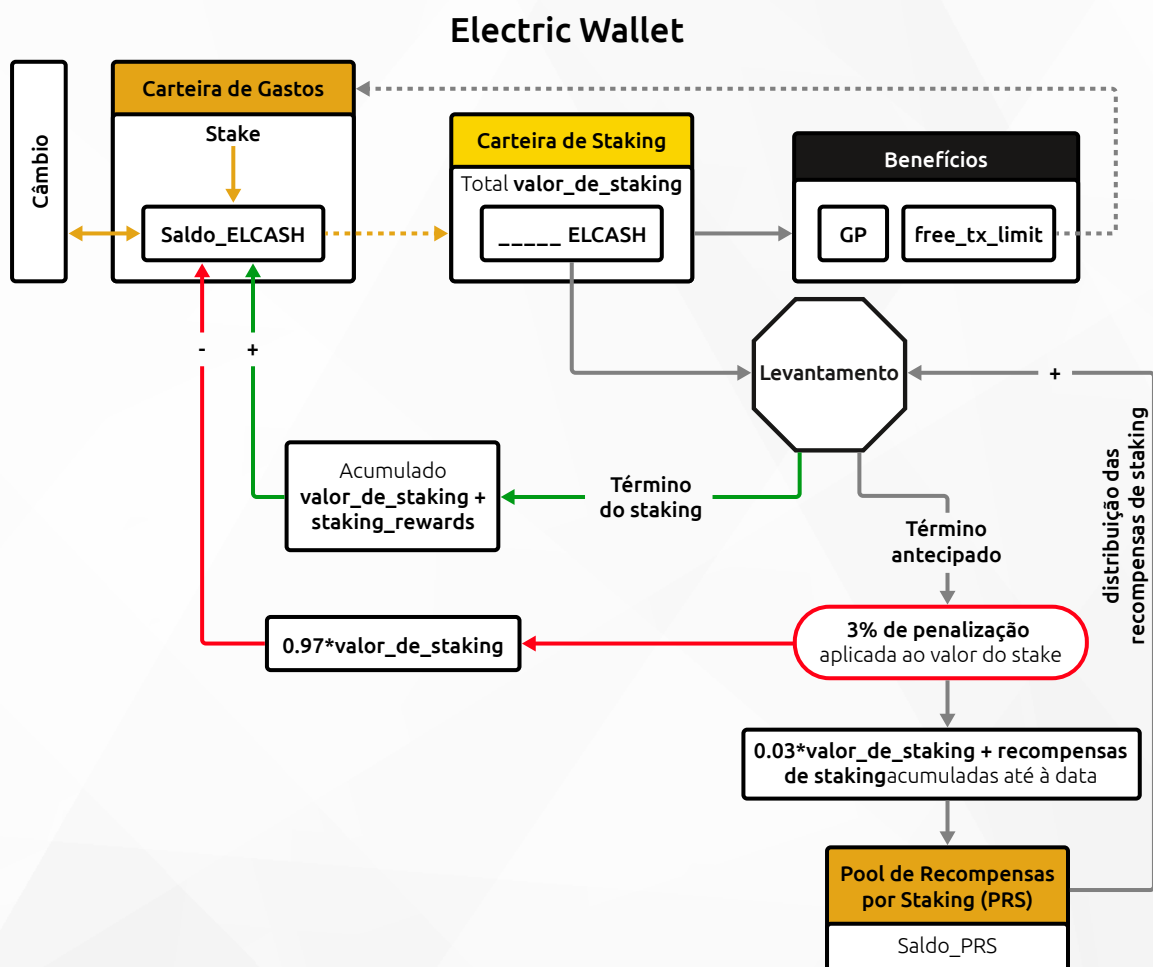 Electric Wallet
Câmbio
Carteira de Gastos
Stake
Saldo_ELCASH
Carteira de Staking
Total valor_de_staking
_____ ELCASH
Benefícios
GP
free_tx_limit
Levantamento
-
+
+
Acumulado
valor_de_staking +
staking_rewards
Término
do staking
Término
antecipado
distribuição das
recompensas de staking
0.97*valor_de_staking
3% de penalização
aplicada ao valor do stake
0.03*valor_de_staking + recompensas
de stakingacumuladas até à data
Pool de Recompensas
por Staking (PRS)
Saldo_PRS